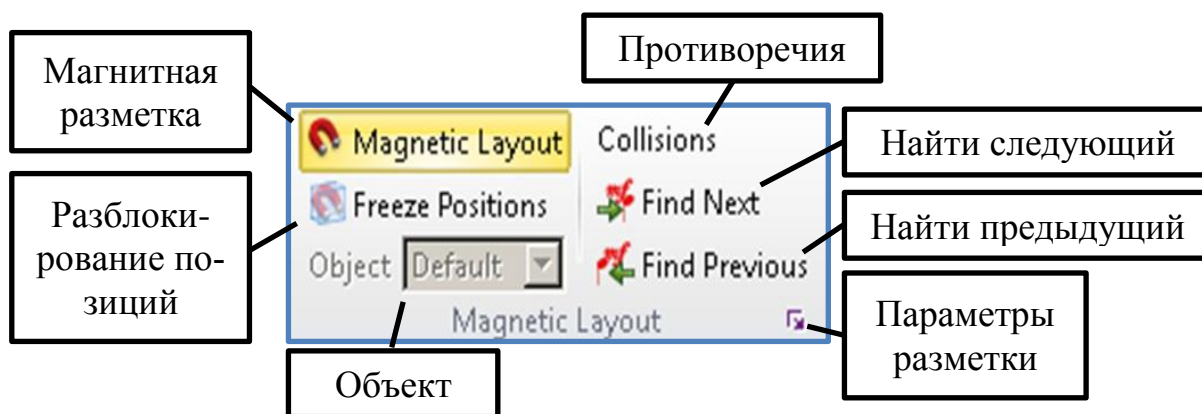 Противоречия
Магнитная
разметка
Magnetic Layout
Collisions
Найти следующий
Freeze Positions
Find Next
Разблоки-
рование по-
зиций
Найти предыдущий
Object Default
Find Previous
Magnetic Layout
Параметры
разметки
Объект